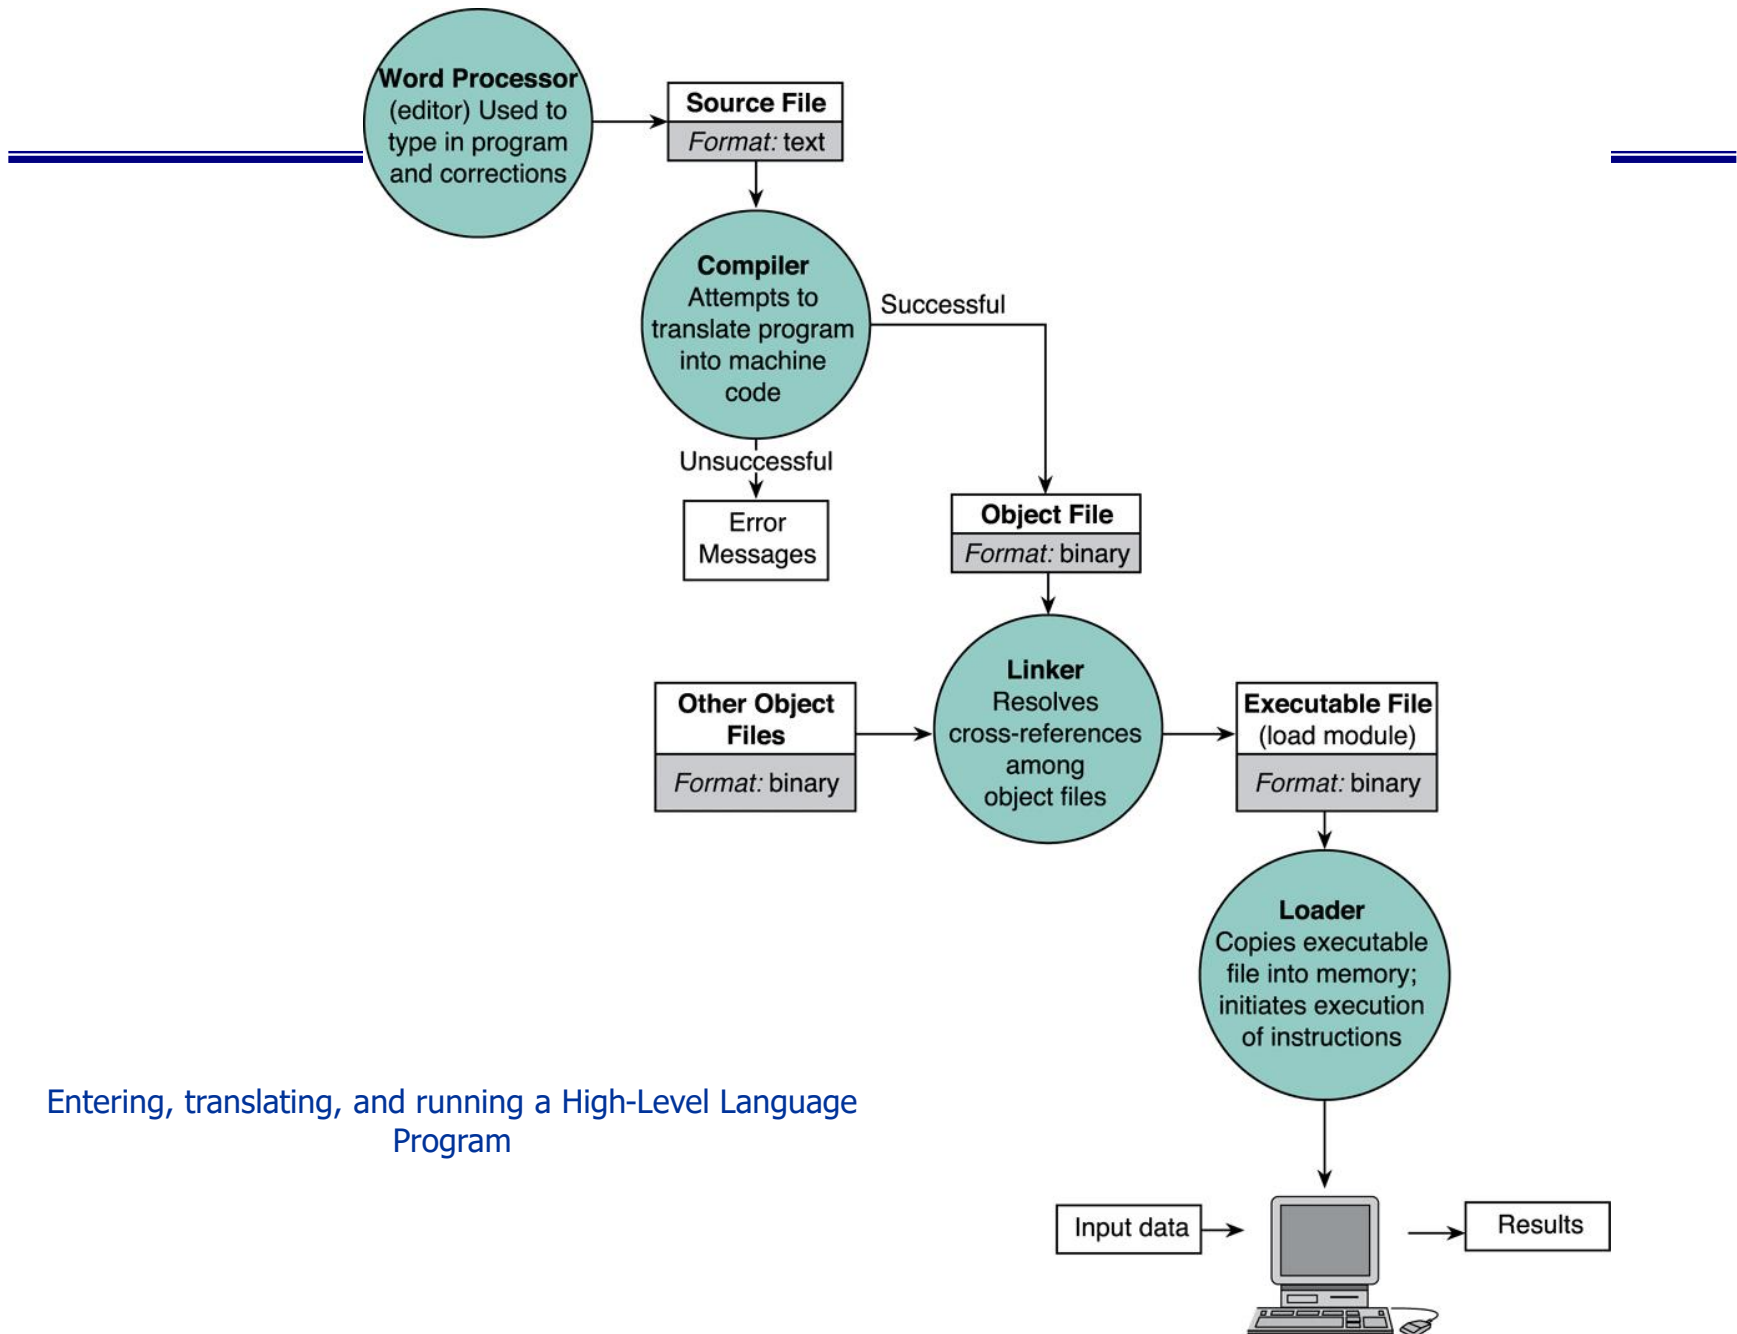 Word Processor
(editor) Used to
type in program
and corrections
Source File
Format: text
Compiler
Attempts to
translate program
into machine
code
Successful
Unsuccessful
Error
Messages
Object File
Format: binary
Other Object
Files
Format: binary
Linker
Resolves
cross-references
among
object files
Executable File
(load module)
Format: binary
Loader
Copies executable
file into memory;
initiates execution
of instructions
Entering, translating, and running a High-Level Language
Program
Input data
Results